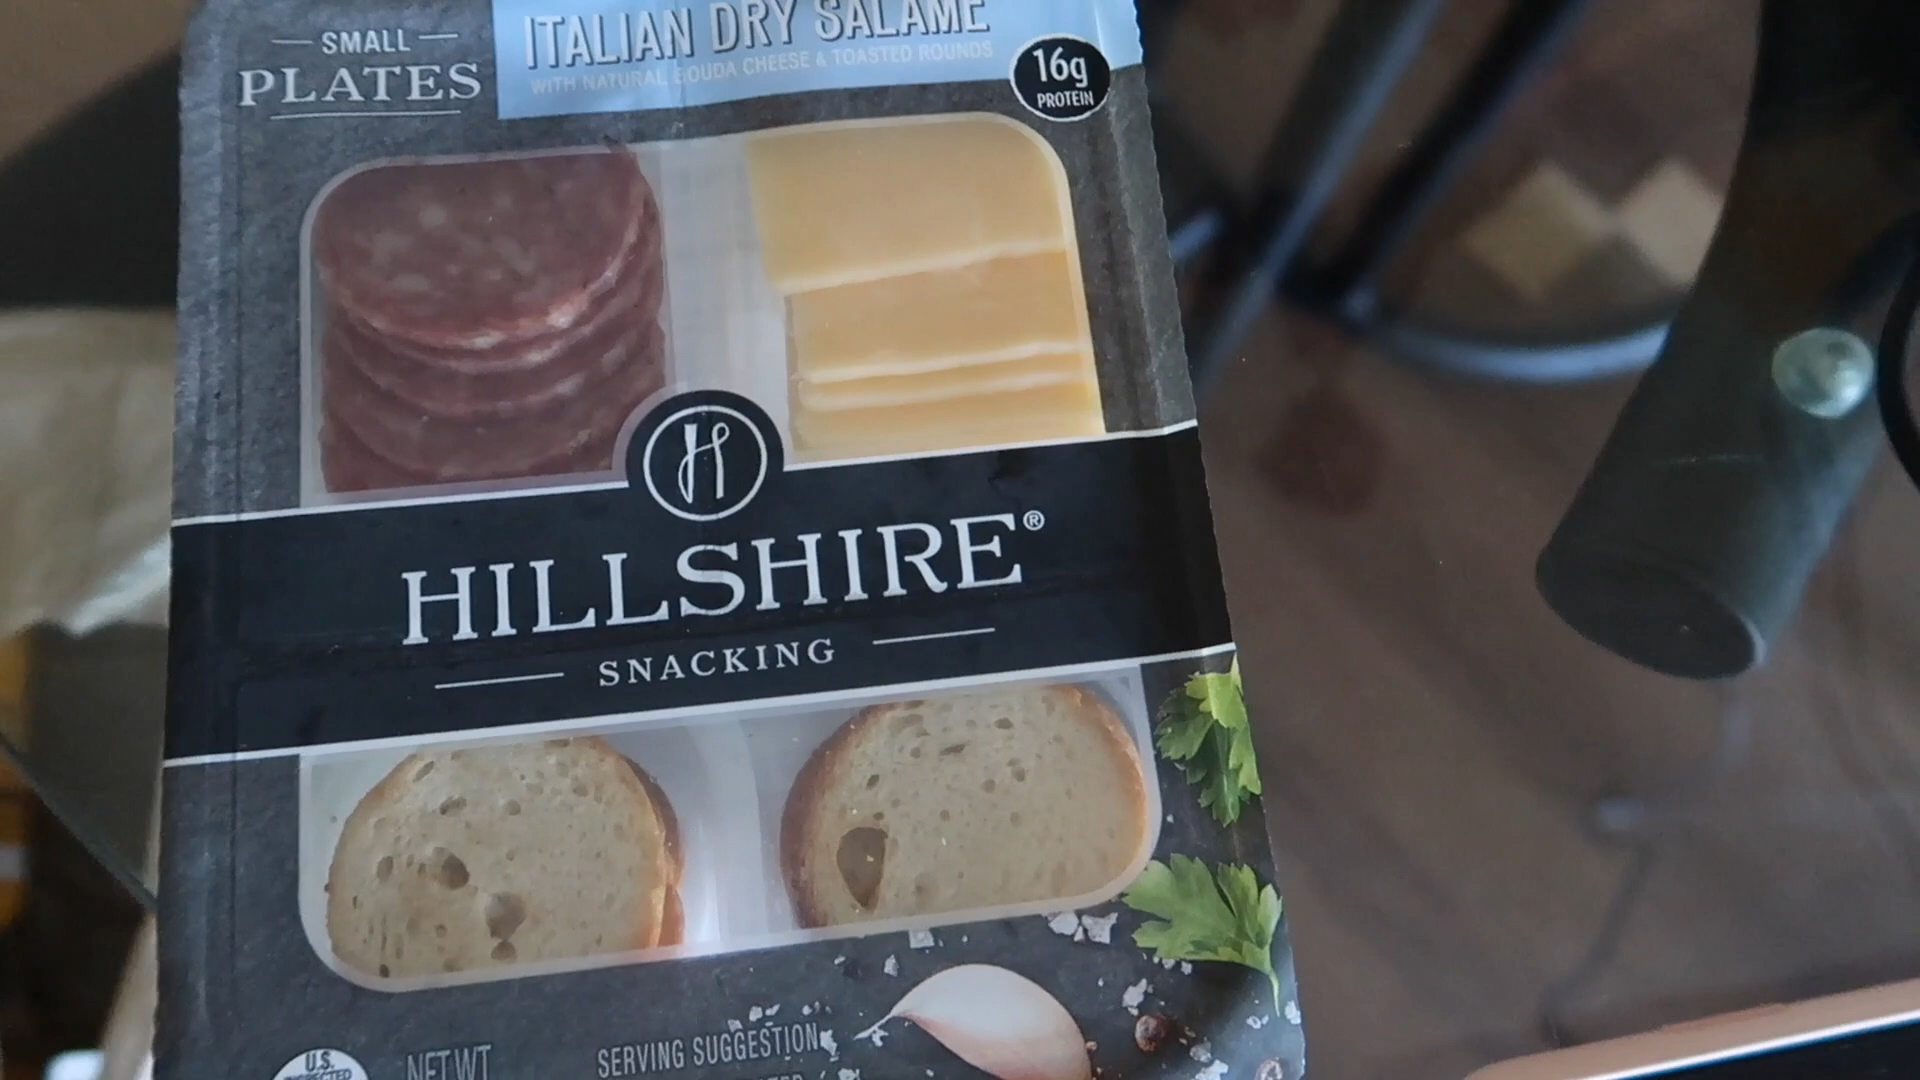 SMALL
PLATES
ITALIAN DRY SALAME
WITH NATURAL GOUDA CHEESE & TOASTED ROUNDS
16g
PROTEIN
H
HILLSHIRE®
SNACKING
U.S.
INSPECTED
NET WT
SERVING SUGGESTION